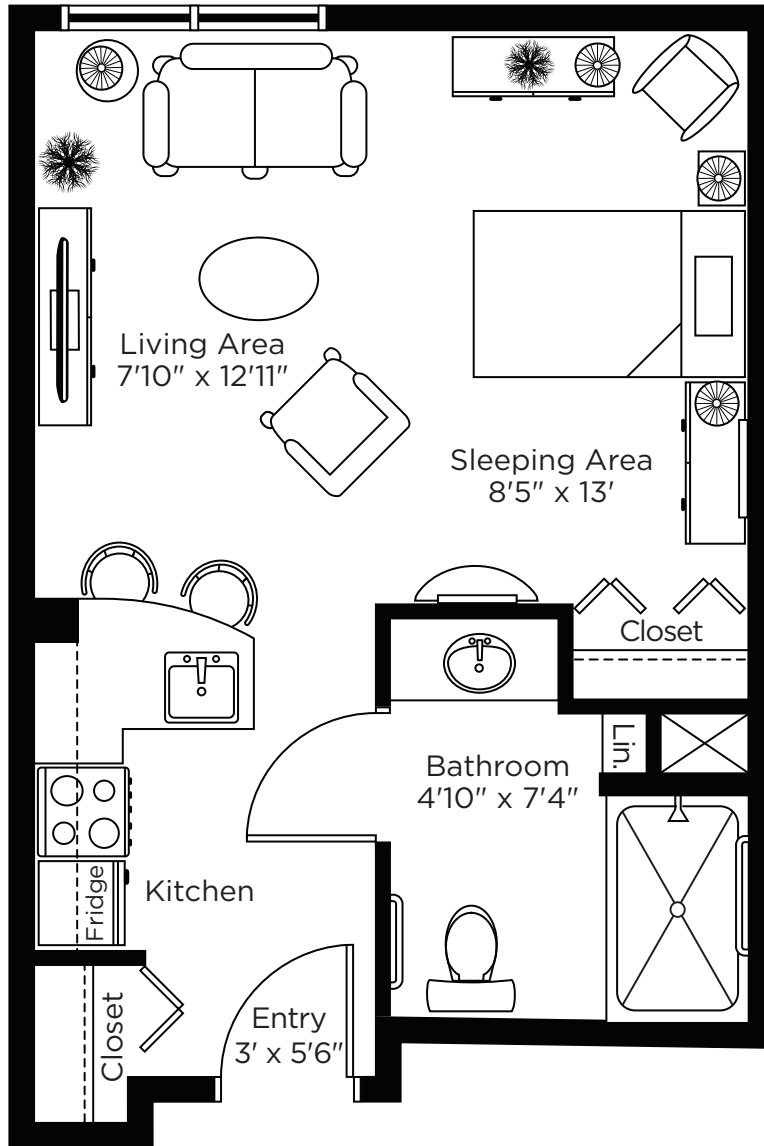 Living Area
7'10" x 12'11"
Sleeping Area
8'5" x 13'
Closet
Lin.
Bathroom
4'10" x 7'4"
Fridge
Kitchen
Closet
Entry
3' x 5'6"